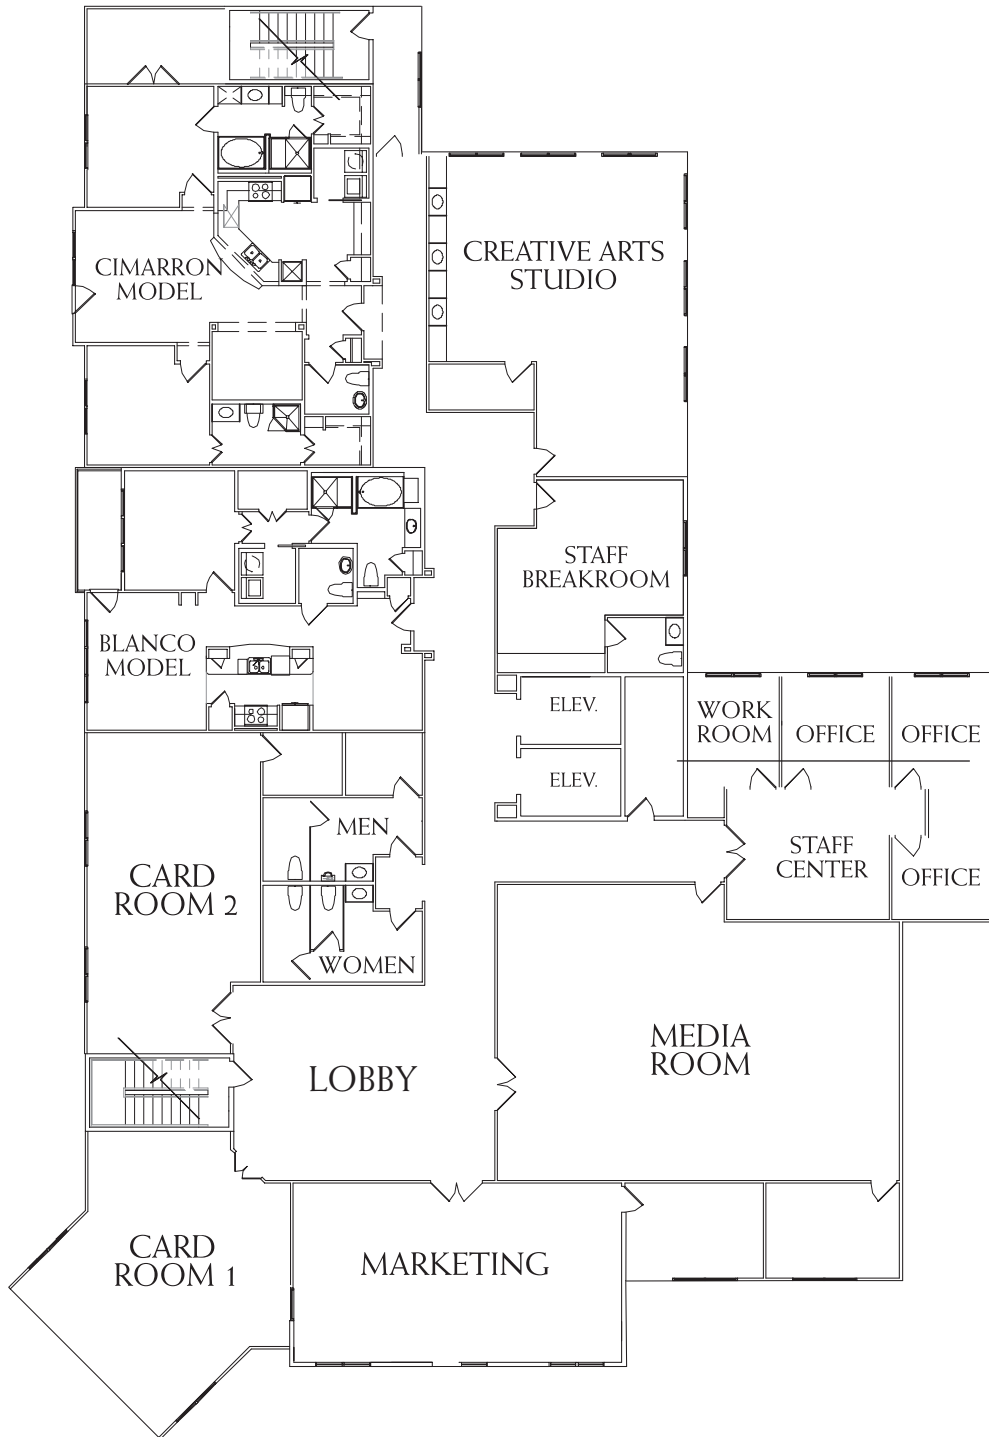 CREATIVE ARTS
STUDIO
CIMARRON
MODEL
STAFF
BREAKROOM
BLANCO
MODEL
ELEV.
WORK
ROOM
OFFICE
OFFICE
ELEV.
MEN
STAFF
CENTER
OFFICE
CARD
ROOM 2
WOMEN
MEDIA
ROOM
LOBBY
CARD
ROOM 1
MARKETING